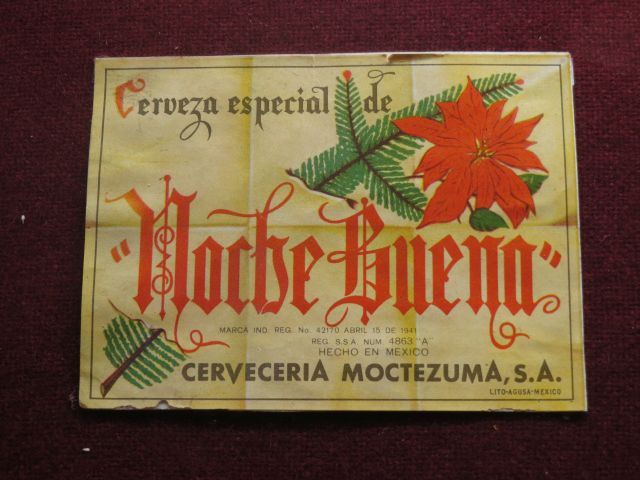 Cerveza especial de
"Noche Buena"
MARCA IND. REG. No. 42170 ABRIL 15 DE 1941
REG. S.S.A. NUM. 4863 "A"
HECHO EN MEXICO
CERVECERIA MOCTEZUMA, S.A.
LITO-AGUSA-MEXICO